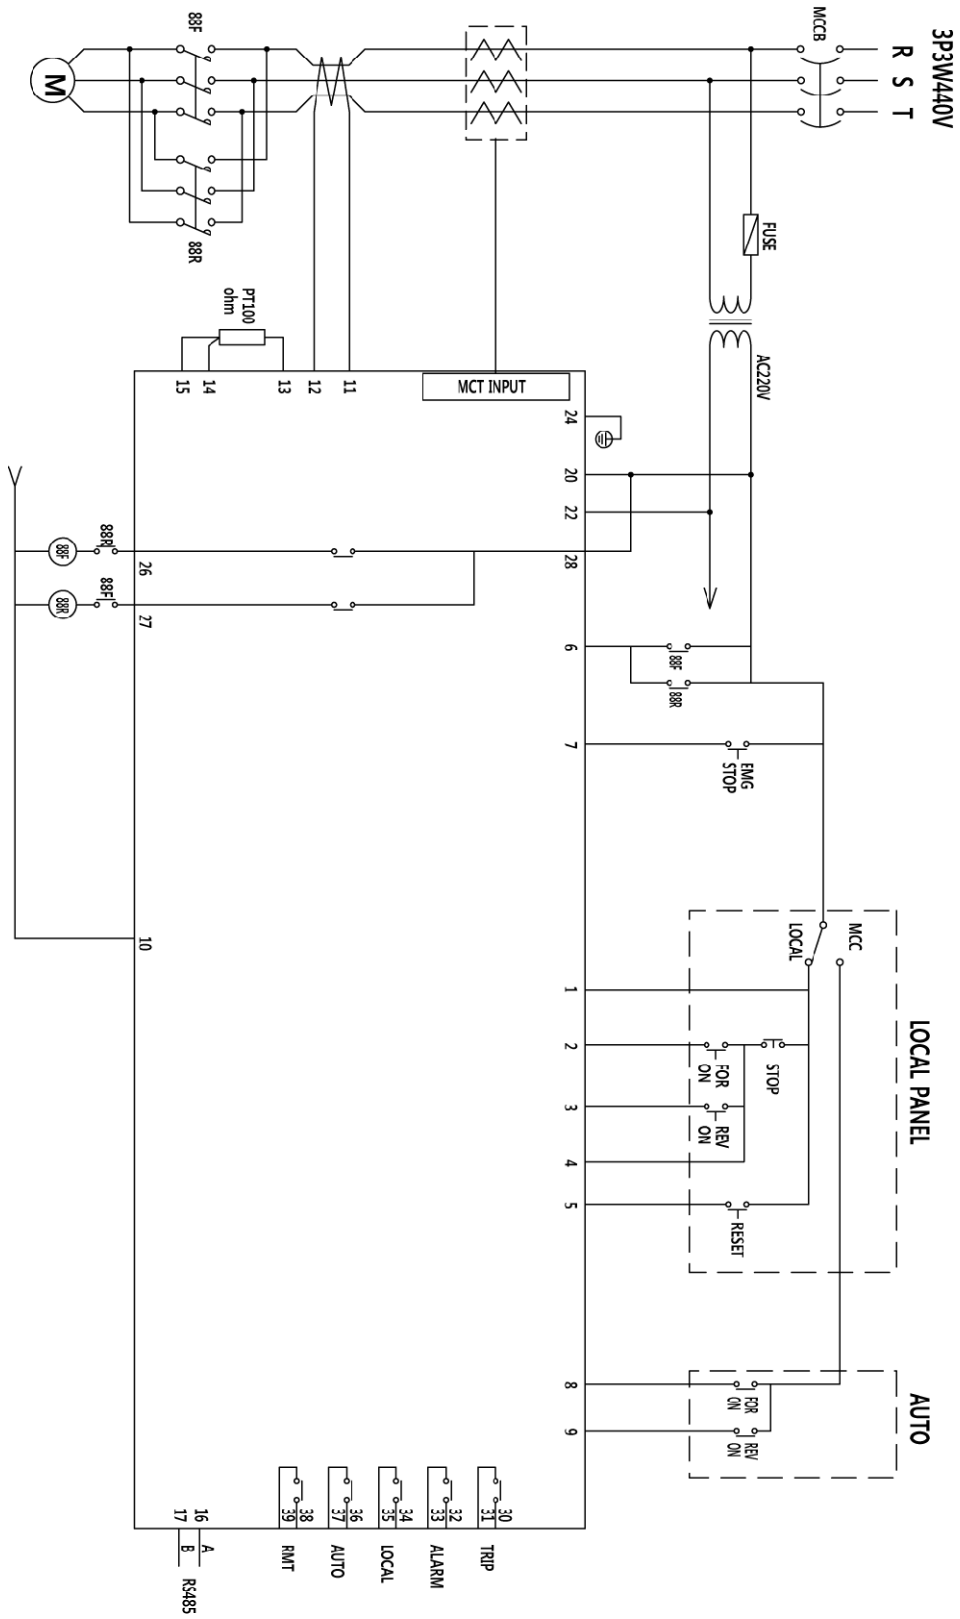 3P3W440V
R
S
T
MCCB
FUSE
AC220V
88F
M
88R
PT100
ohm
15
14
13
12
11
MCT INPUT
24
20
22
28
88R
88F
26
88F
88R
27
6
88F
88R
7
EMG
STOP
10
LOCAL PANEL
MCC
LOCAL
1
2
FOR
ON
STOP
3
REV
ON
4
5
RESET
AUTO
8
FOR
ON
9
REV
ON
30
31
TRIP
32
33
ALARM
34
35
LOCAL
36
37
AUTO
38
39
RMT
16
A
17
B
RS485